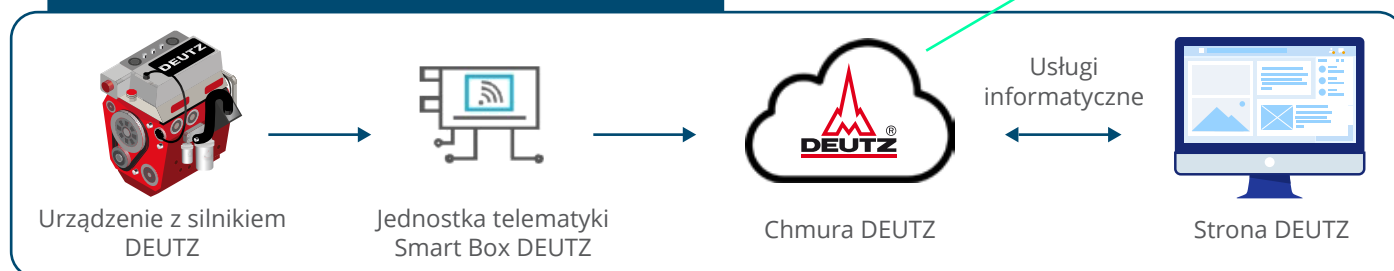 DEUTZ
DEUTZ
®
Usługi
informatyczne
Urządzenie z silnikiem
DEUTZ
Jednostka telematyki
Smart Box DEUTZ
Chmura DEUTZ
Strona DEUTZ